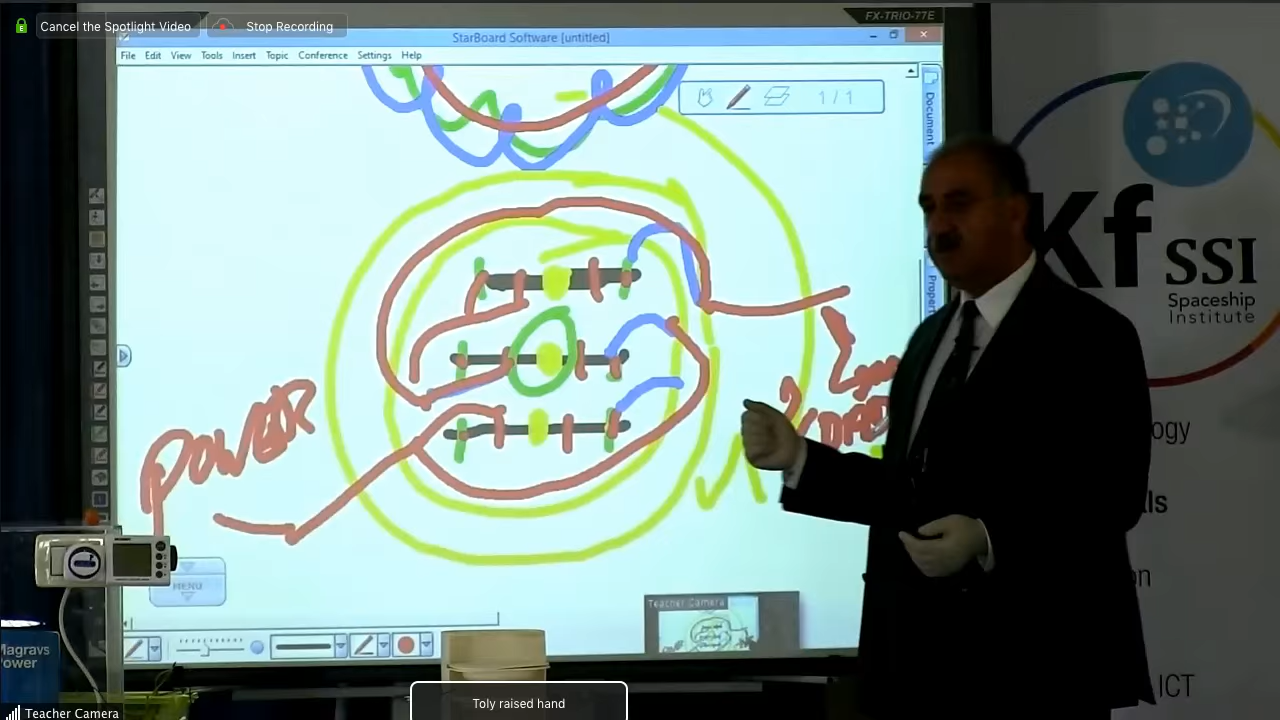 Cancel the Spotlight Video
Stop Recording
FX-TRIO-77E
StarBoard Software [untitled]
File Edit View Tools Insert Topic Conference Settings Help
1 / 1
Document
Kf SSI
Spaceship
Institute
POWER
MENU
Teacher Camera
Magravs
Power
ICT
Toly raised hand
Teacher Camera